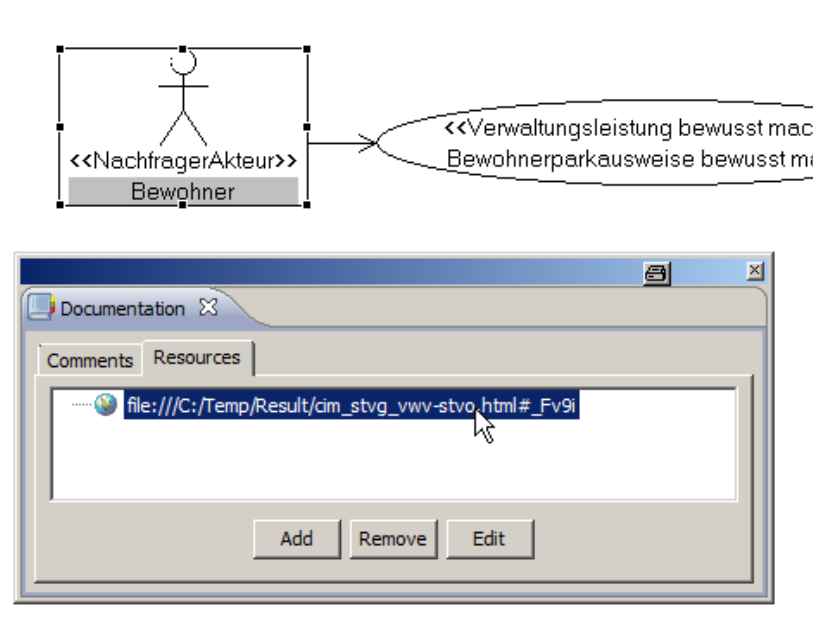 <<Verwaltungsleistung bewusst mac
<<NachfragerAkteur>>
Bewohnerparkausweise bewusst ma
Bewohner
Documentation
Comments Resources
file:///C:/Temp/Result/cim_stvg_vwv-stvo.html#_Fv9i
Add Remove Edit